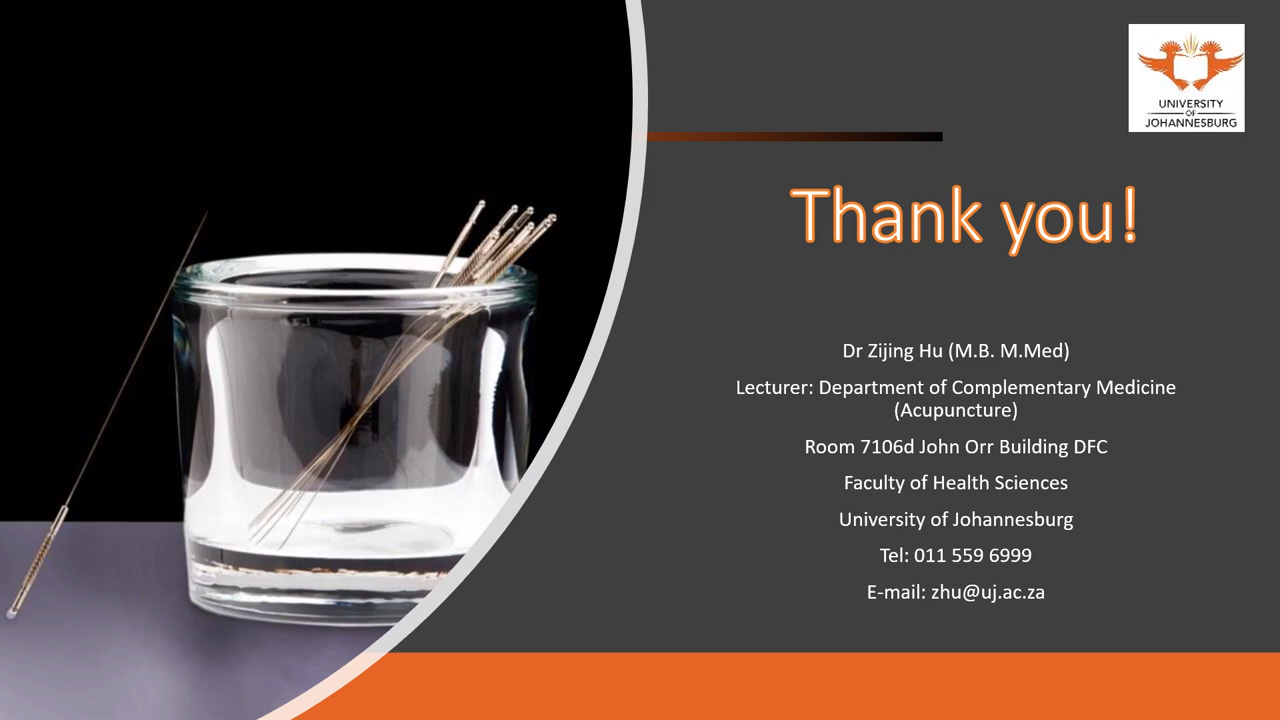 UNIVERSITY
OF
JOHANNESBURG
Thank you!
Dr Zijing Hu (M.B. M.Med)
Lecturer: Department of Complementary Medicine
(Acupuncture)
Room 7106d John Orr Building DFC
Faculty of Health Sciences
University of Johannesburg
Tel: 011 559 6999
E-mail: zhu@uj.ac.za